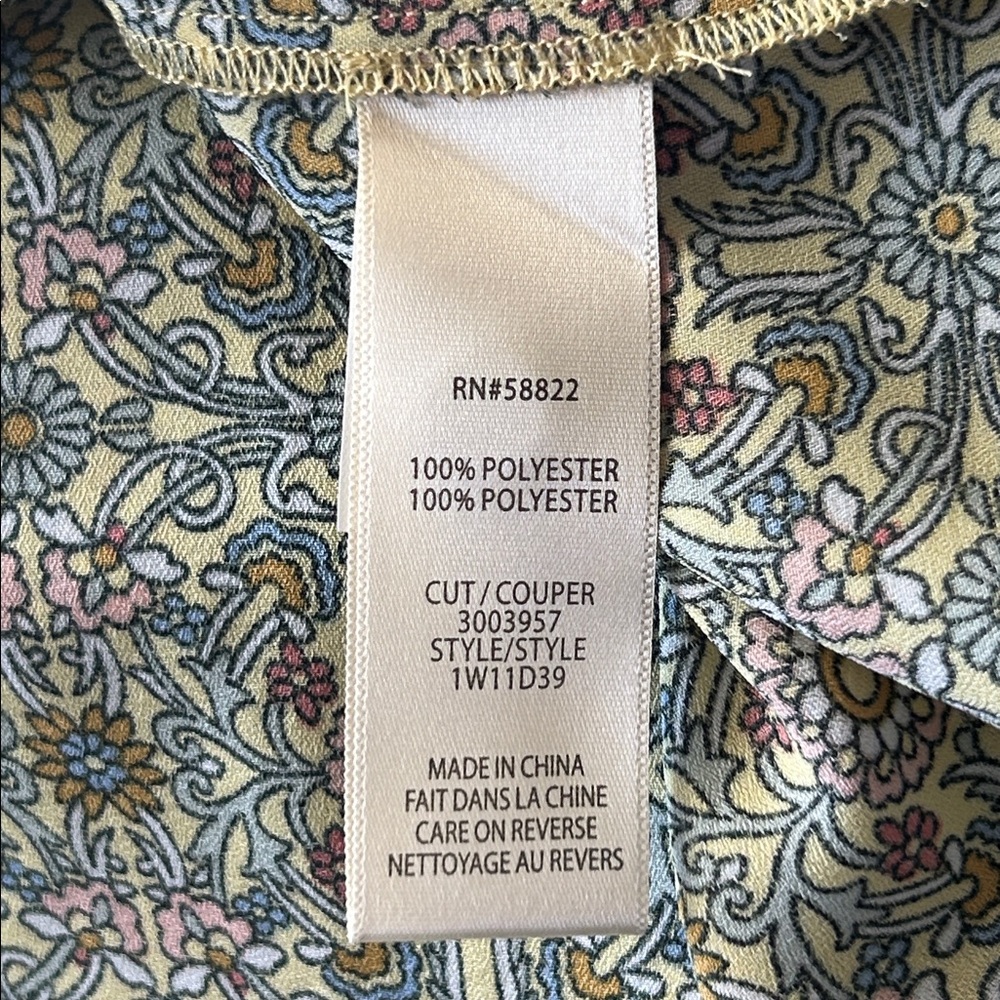 RN#58822
100% POLYESTER
100% POLYESTER
CUT / COUPER
3003957
STYLE/STYLE
1W11D39
MADE IN CHINA
FAIT DANS LA CHINE
CARE ON REVERSE
NETTOYAGE AU REVERS